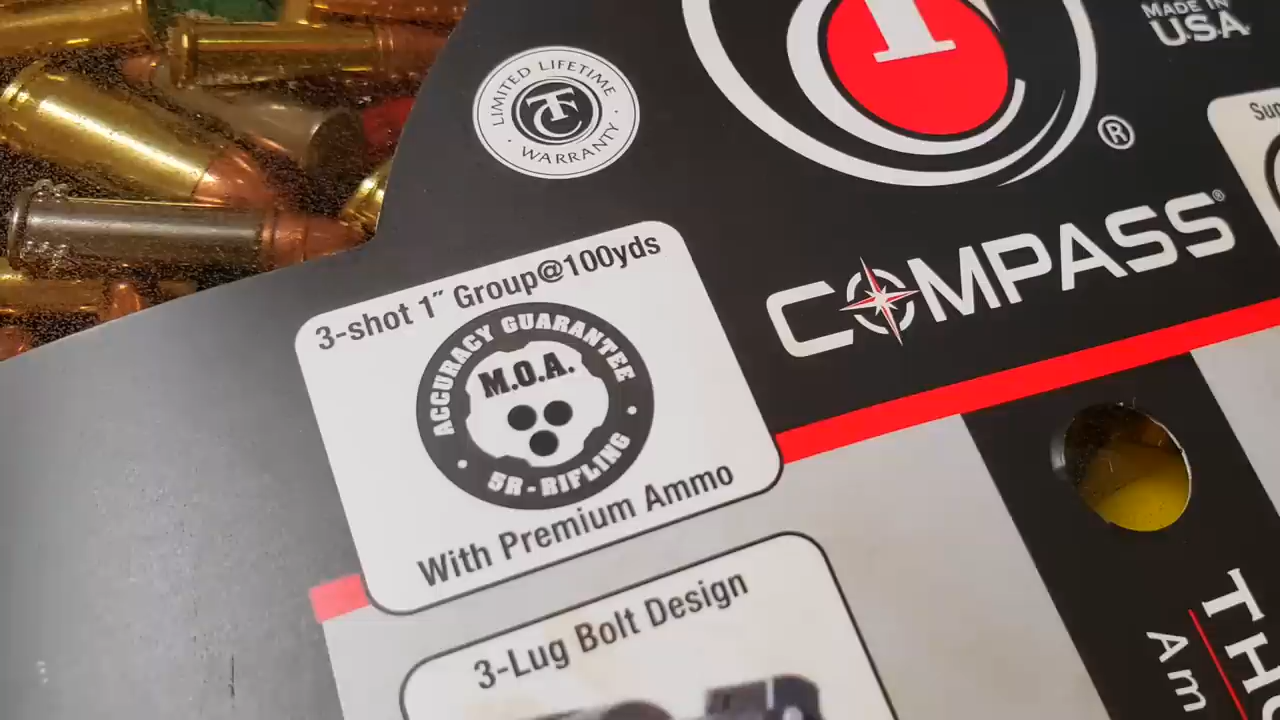 MADE IN
U.S.A.
LIMITED LIFETIME
TC
WARRANTY
®
COMPASS®
3-shot 1″ Group@100yds
ACCURACY GUARANTEE
M.O.A.
5R-RIFLING
With Premium Ammo
3-Lug Bolt Design